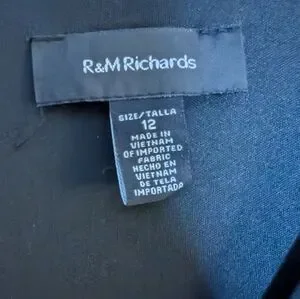 R&M Richards
SIZE/TALLA
12
MADE IN
VIETNAM
OF IMPORTED
FABRIC
HECHO EN
VIETNAM
DE TELA
IMPORTADA